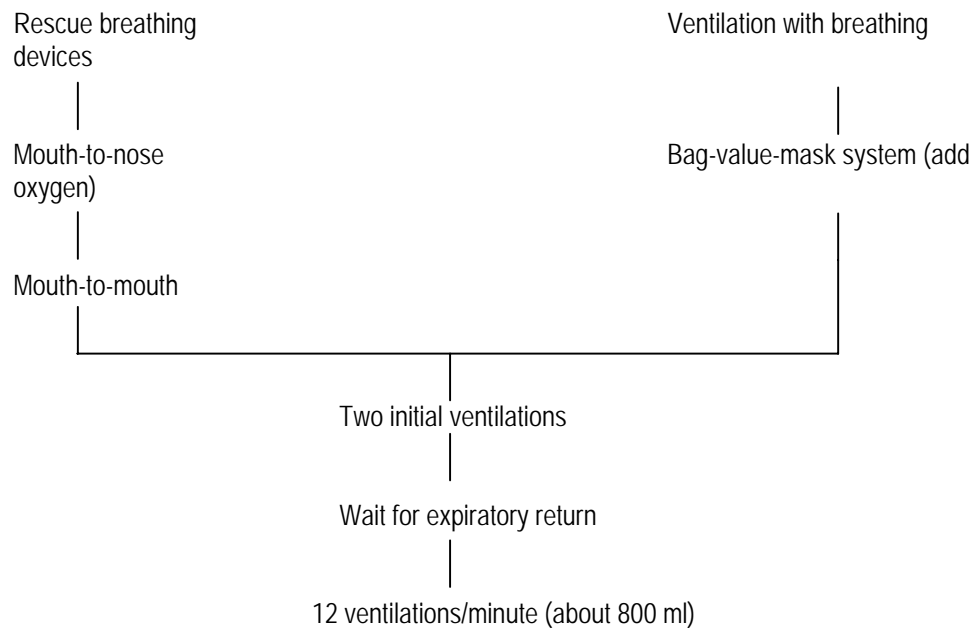 Rescue breathing
devices
Ventilation with breathing
Mouth-to-nose
oxygen)
Bag-value-mask system (add
Mouth-to-mouth
Two initial ventilations
Wait for expiratory return
12 ventilations/minute (about 800 ml)